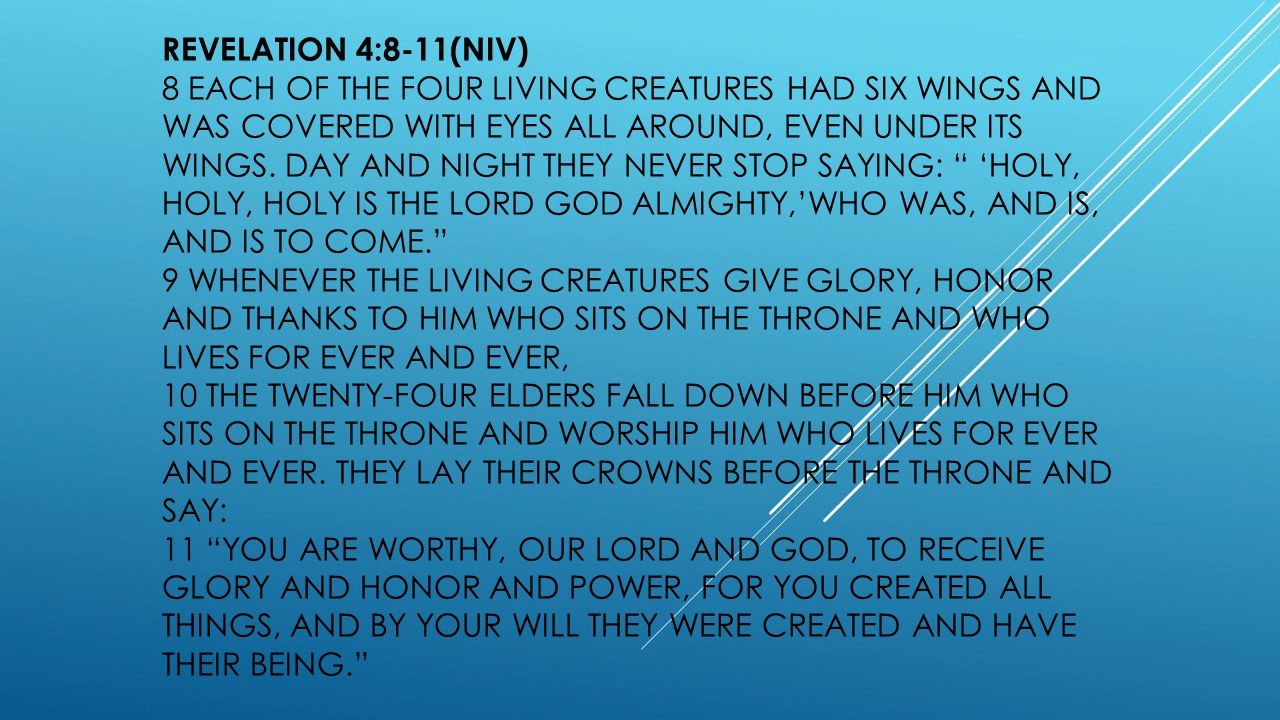 REVELATION 4:8-11(NIV)
8 EACH OF THE FOUR LIVING CREATURES HAD SIX WINGS AND
WAS COVERED WITH EYES ALL AROUND, EVEN UNDER ITS
WINGS. DAY AND NIGHT THEY NEVER STOP SAYING: “ ‘HOLY,
HOLY, HOLY IS THE LORD GOD ALMIGHTY,’WHO WAS, AND IS,
AND IS TO COME.”
9 WHENEVER THE LIVING CREATURES GIVE GLORY, HONOR
AND THANKS TO HIM WHO SITS ON THE THRONE AND WHO
LIVES FOR EVER AND EVER,
10 THE TWENTY-FOUR ELDERS FALL DOWN BEFORE HIM WHO
SITS ON THE THRONE AND WORSHIP HIM WHO LIVES FOR EVER
AND EVER. THEY LAY THEIR CROWNS BEFORE THE THRONE AND
SAY:
11 “YOU ARE WORTHY, OUR LORD AND GOD, TO RECEIVE
GLORY AND HONOR AND POWER, FOR YOU CREATED ALL
THINGS, AND BY YOUR WILL THEY WERE CREATED AND HAVE
THEIR BEING.”